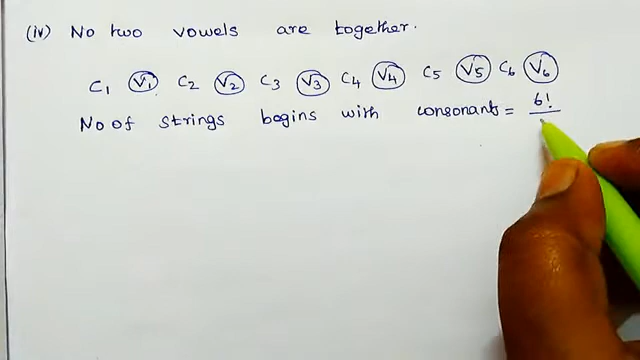 (iv) No two vowels are together.
C1 V1 C2 V2 C3 V3 C4 V4 C5 V5 C6 V6
No of strings begins with consonants = 6!